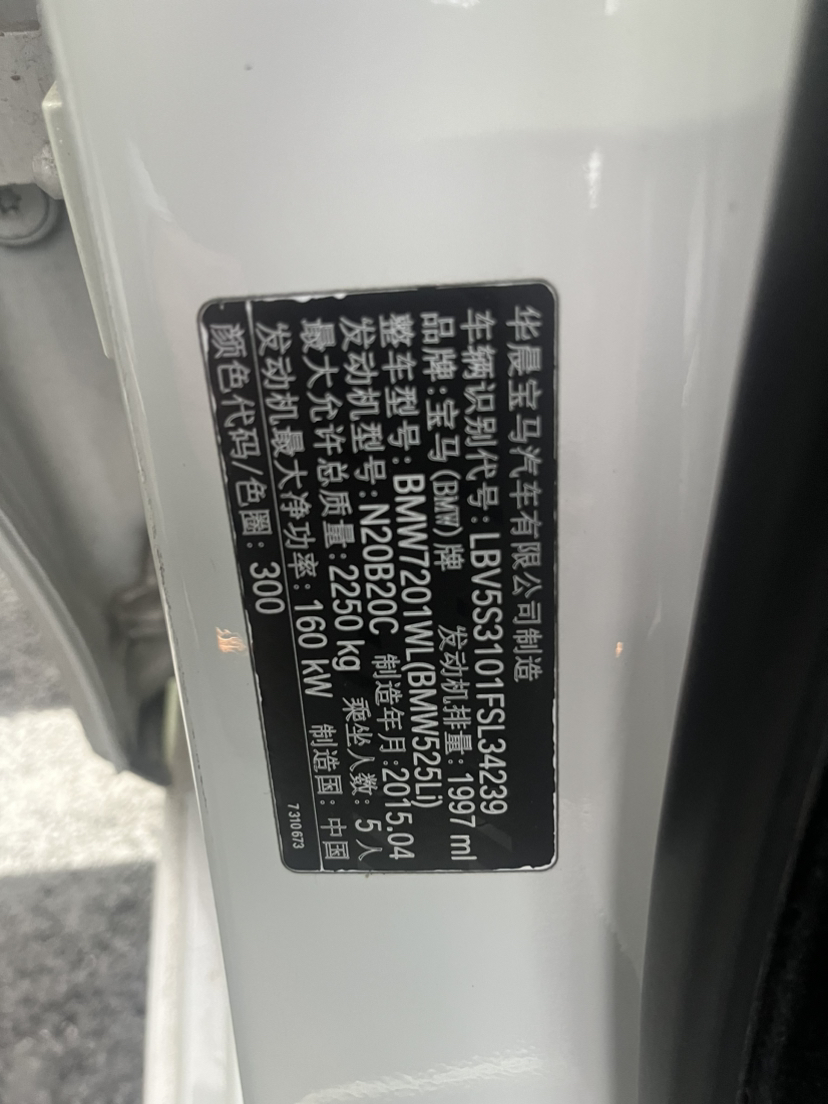 华晨宝马汽车有限公司制造
车辆识别代号:LBV5S3101FSL34239
品牌:宝马(BMW)牌 发动机排量:1997 ml
整车型号:BMW7201WL(BMW525Li)
发动机型号:N20B20C 制造年月:2015.04
最大允许总质量:2250 kg 乘坐人数:5人
发动机最大净功率:160 kW 制造国:中国
颜色代码/色圈:300
7 310 673